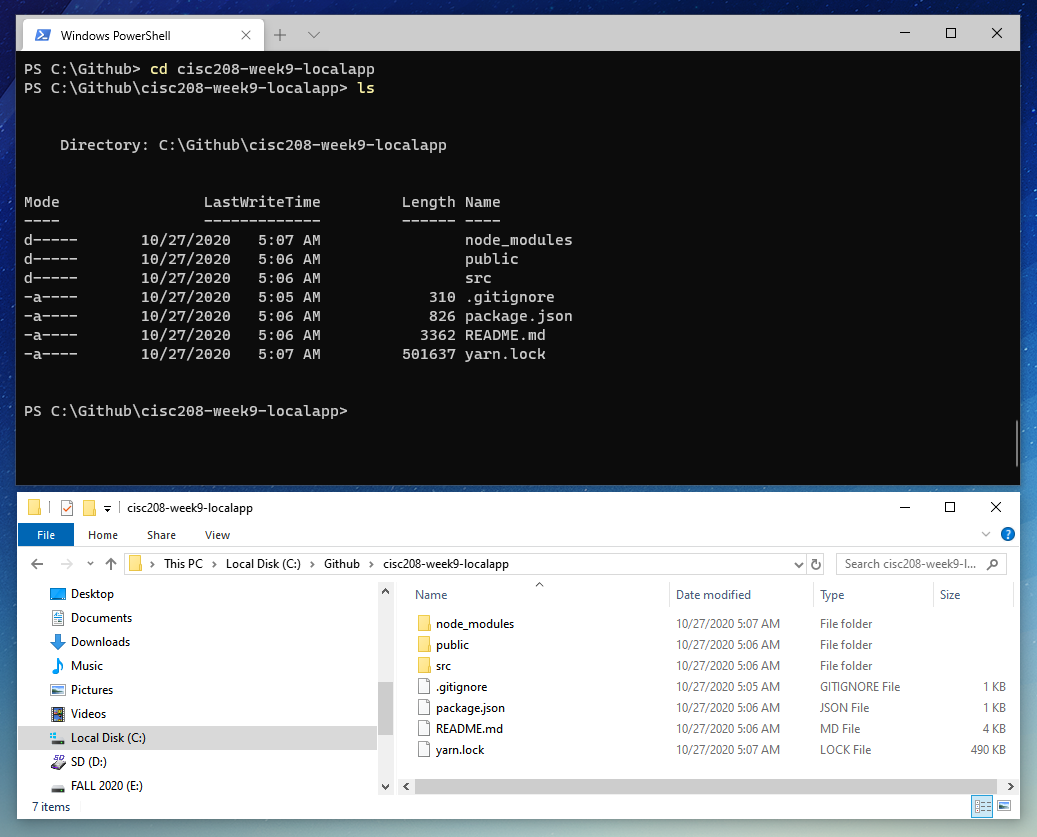 Windows PowerShell
PS C:\Github> cd cisc208-week9-localapp
PS C:\Github\cisc208-week9-localapp> ls
Directory: C:\Github\cisc208-week9-localapp
Mode LastWriteTime Length Name
---- ------------- ------ ----
d----- 10/27/2020 5:07 AM node_modules
d----- 10/27/2020 5:06 AM public
d----- 10/27/2020 5:06 AM src
-a---- 10/27/2020 5:05 AM 310 .gitignore
-a---- 10/27/2020 5:06 AM 826 package.json
-a---- 10/27/2020 5:06 AM 3362 README.md
-a---- 10/27/2020 5:07 AM 501637 yarn.lock
PS C:\Github\cisc208-week9-localapp>
cisc208-week9-localapp
File Home Share View ?
This PC > Local Disk (C:) > Github > cisc208-week9-localapp Search cisc208-week9-l...
Name Date modified Type Size
Desktop
Documents
Downloads
Music
Pictures
Videos
Local Disk (C:)
SD SD (D:)
FALL 2020 (E:)
node_modules 10/27/2020 5:07 AM File folder
public 10/27/2020 5:06 AM File folder
src 10/27/2020 5:06 AM File folder
.gitignore 10/27/2020 5:05 AM GITIGNORE File 1 KB
package.json 10/27/2020 5:06 AM JSON File 1 KB
README.md 10/27/2020 5:06 AM MD File 4 KB
yarn.lock 10/27/2020 5:07 AM LOCK File 490 KB
7 items